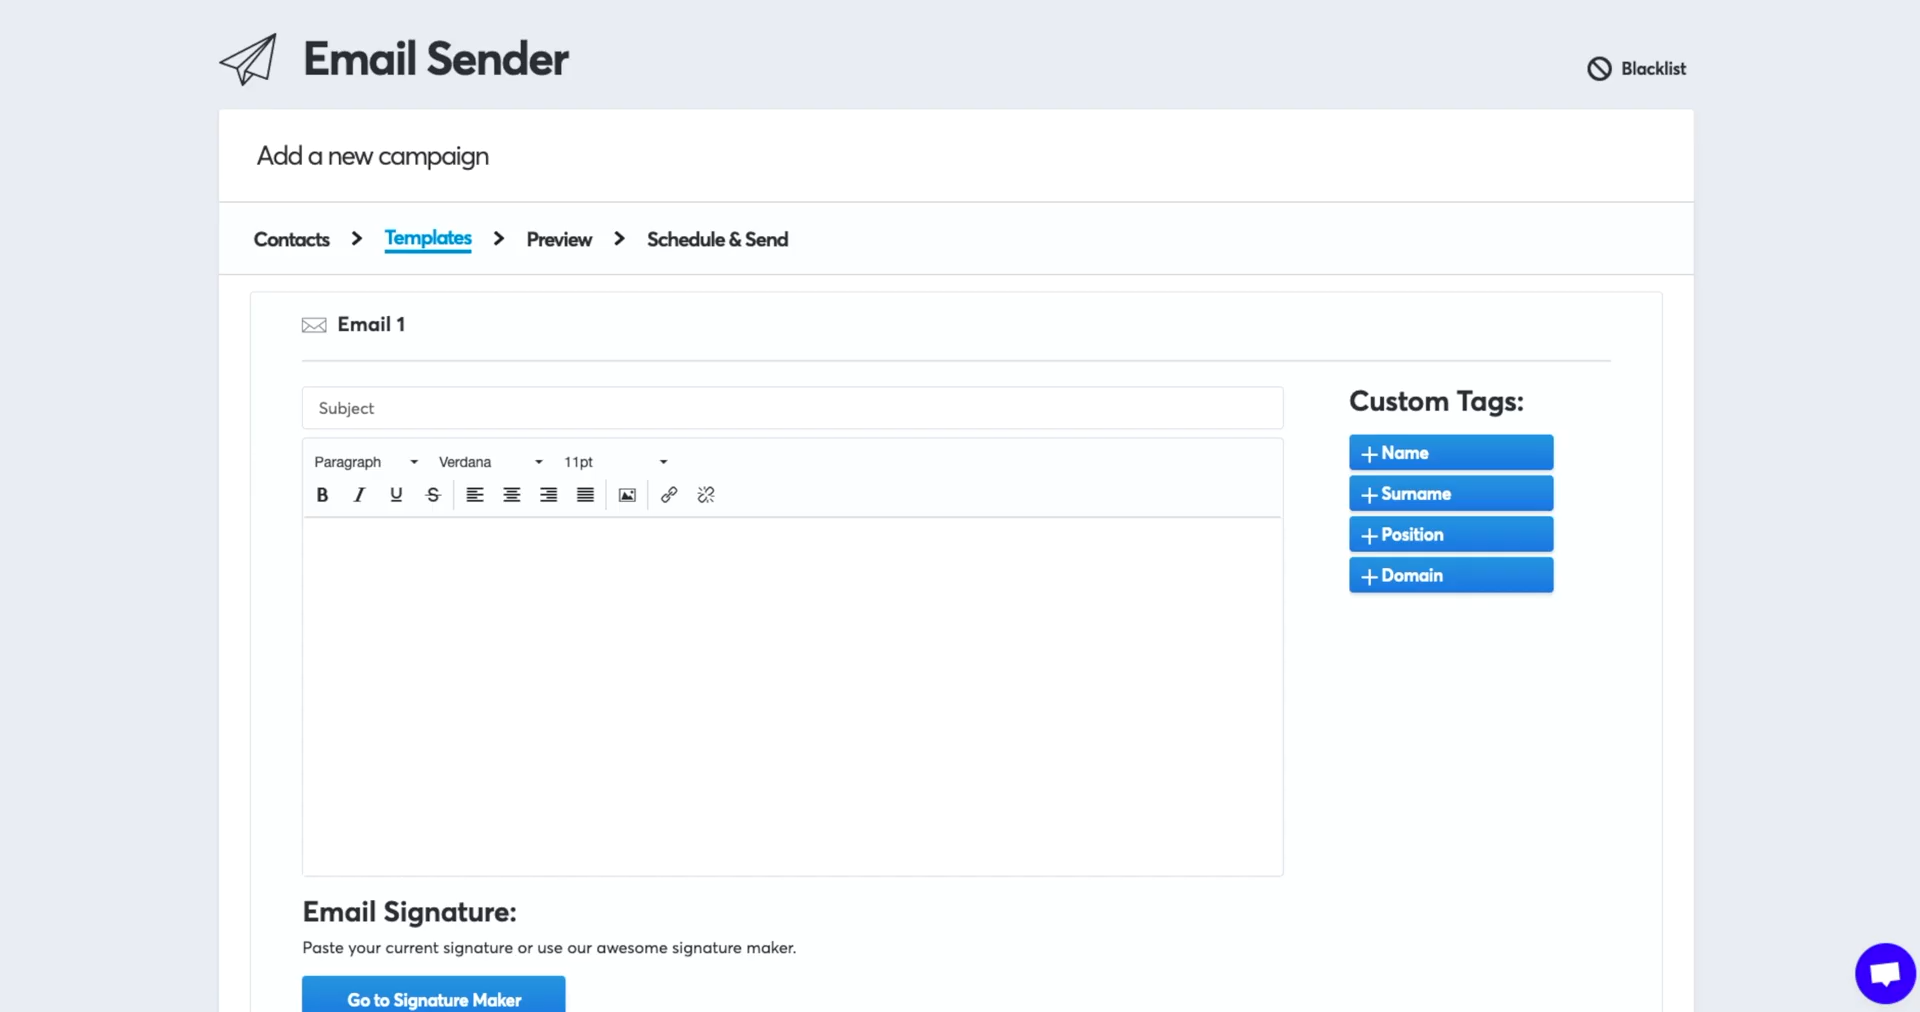 Email Sender
Blacklist
Add a new campaign
Contacts > Templates > Preview > Schedule & Send
Email 1
Subject
Custom Tags:
Paragraph Verdana 11pt
B I U S
+ Name
+ Surname
+ Position
+ Domain
Email Signature:
Paste your current signature or use our awesome signature maker.
Go to Signature Maker